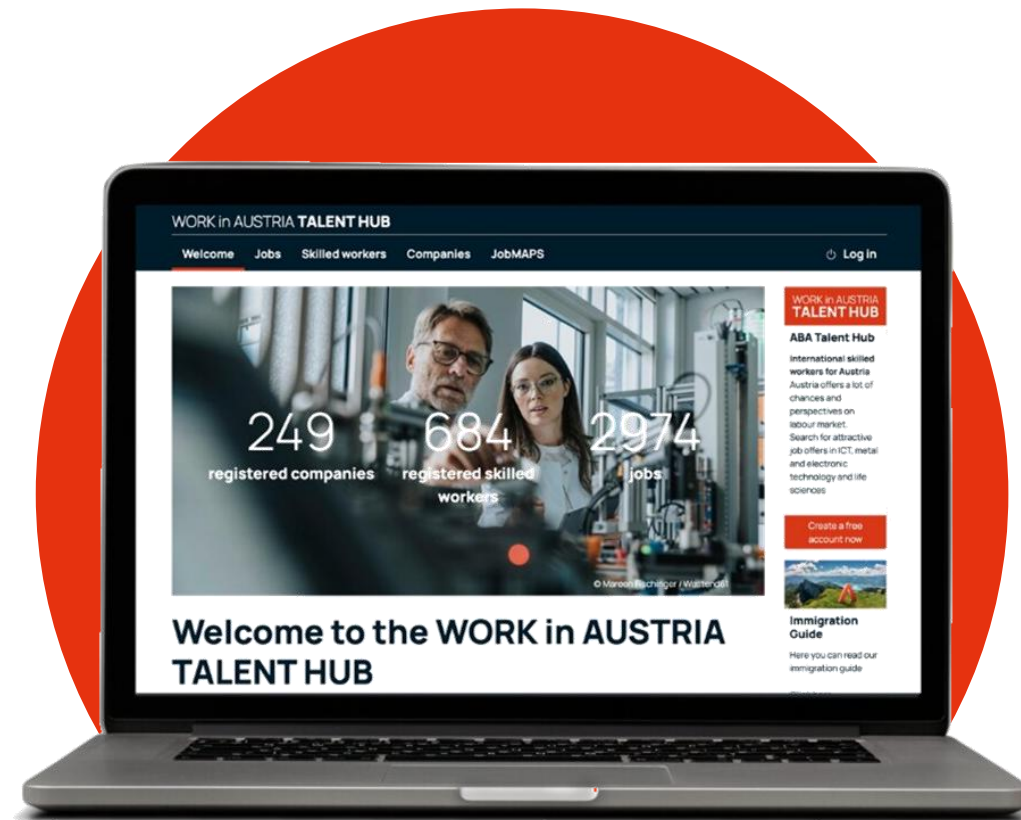 WORK in AUSTRIA TALENT HUB
Welcome Jobs Skilled workers Companies JobMAPS Log in
249 684 2974
registered companies registered skilled jobs
workers
Welcome to the WORK in AUSTRIA
TALENT HUB
WORK in AUSTRIA
TALENT HUB
ABA Talent Hub
International skilled
workers for Austria
Austria offers a lot of
chances and
perspectives on
labour market.
Search for attractive
job offers in ICT, metal
and electronic
technology and life
sciences
Create a free
account now
Immigration
Guide
Here you can read our
immigration guide